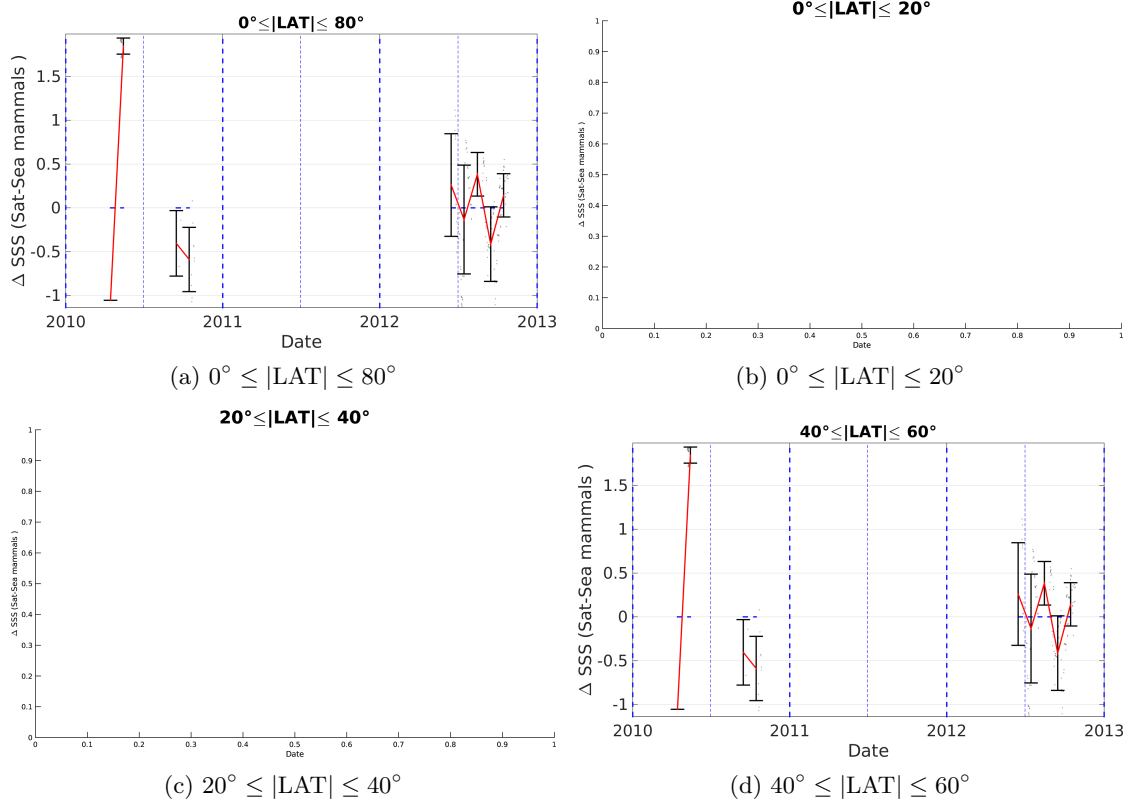 0°≤|LAT|≤ 80°
Δ SSS (Sat-Sea mammals )
1.5
1
0.5
0
-0.5
-1
2010 2011 2012 2013
Date
(a) 0° ≤ |LAT| ≤ 80°
0°≤|LAT|≤ 20°
Δ SSS (Sat-Sea mammals )
1
0.9
0.8
0.7
0.6
0.5
0.4
0.3
0.2
0.1
0
0 0.1 0.2 0.3 0.4 0.5 0.6 0.7 0.8 0.9 1
Date
(b) 0° ≤ |LAT| ≤ 20°
20°≤|LAT|≤ 40°
Δ SSS (Sat-Sea mammals )
1
0.9
0.8
0.7
0.6
0.5
0.4
0.3
0.2
0.1
0
0 0.1 0.2 0.3 0.4 0.5 0.6 0.7 0.8 0.9 1
Date
(c) 20° ≤ |LAT| ≤ 40°
40°≤|LAT|≤ 60°
Δ SSS (Sat-Sea mammals )
1.5
1
0.5
0
-0.5
-1
2010 2011 2012 2013
Date
(d) 40° ≤ |LAT| ≤ 60°